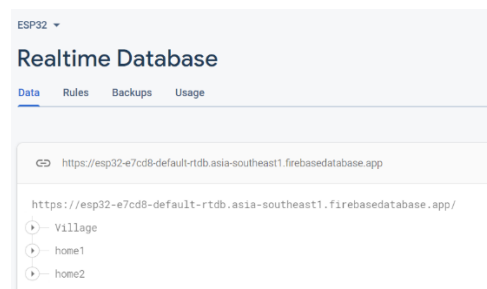 ESP32
Realtime Database
Data Rules Backups Usage
https://esp32-e7cd8-default-rtdb.asia-southeast1.firebasedatabase.app
https://esp32-e7cd8-default-rtdb.asia-southeast1.firebasedatabase.app/
Village
home1
home2